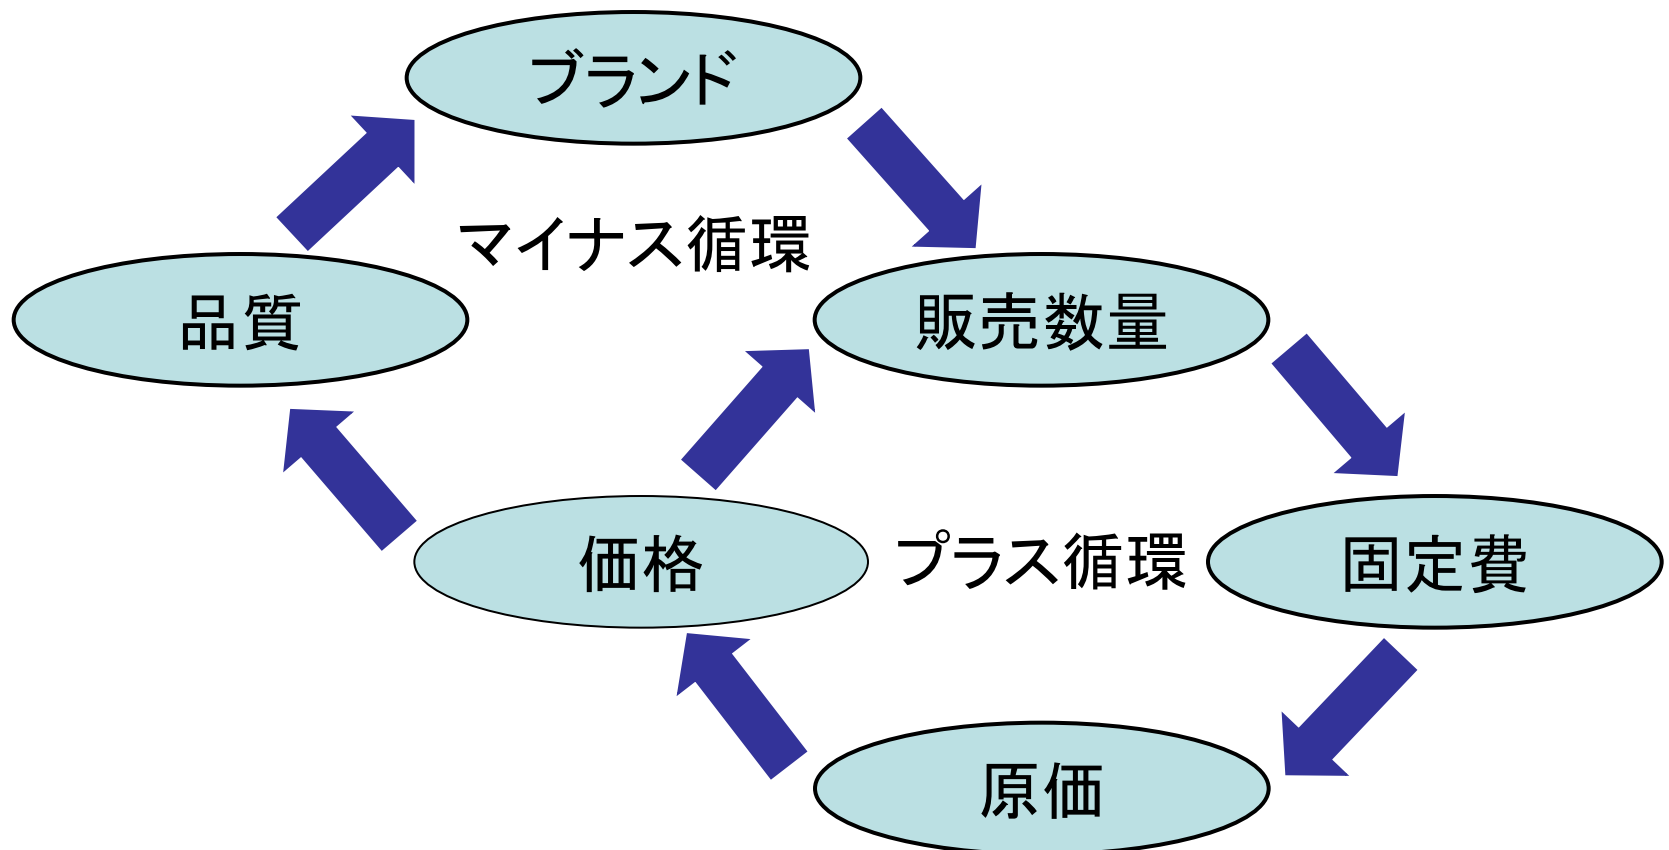 ブランド
マイナス循環
品質
販売数量
価格
プラス循環
固定費
原価